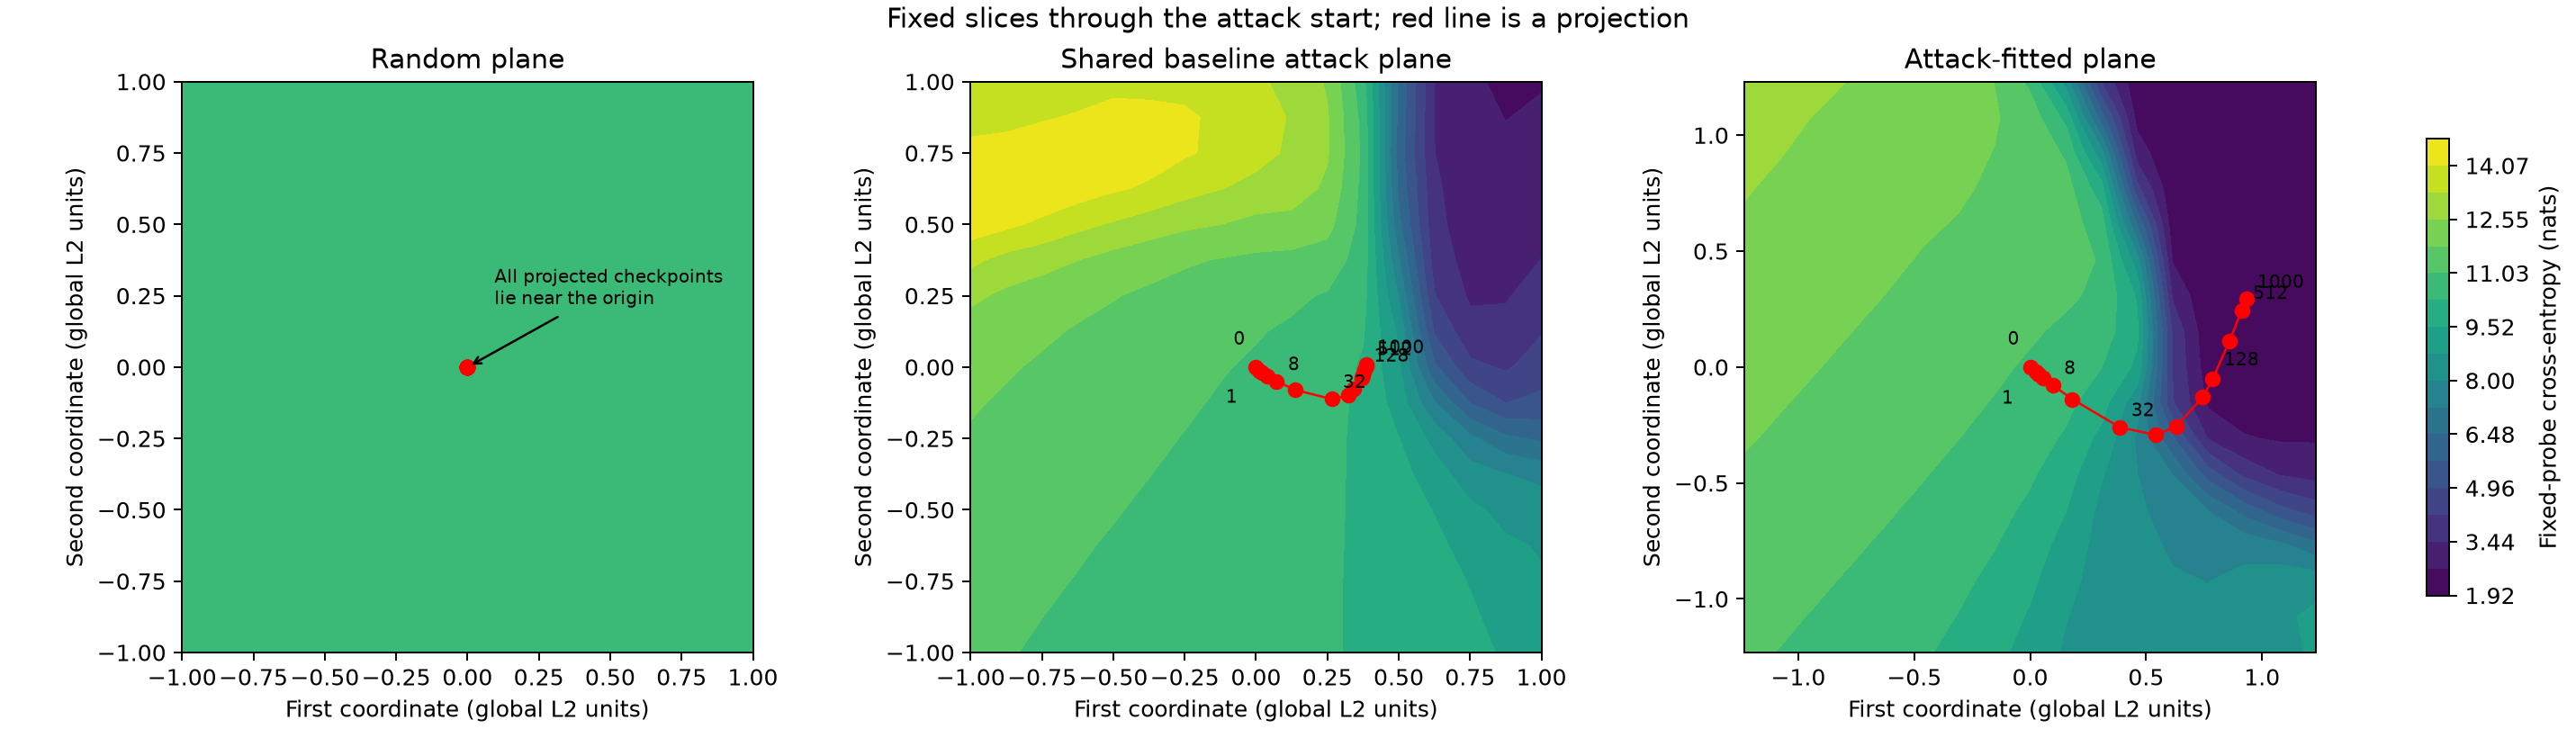 Fixed slices through the attack start; red line is a projection
Random plane
1.00
0.75
0.50
0.25
0.00
−0.25
−0.50
−0.75
−1.00
Second coordinate (global L2 units)
All projected checkpoints
lie near the origin
−1.00 −0.75 −0.50 −0.25 0.00 0.25 0.50 0.75 1.00
First coordinate (global L2 units)
Shared baseline attack plane
1.00
0.75
0.50
0.25
0.00
−0.25
−0.50
−0.75
−1.00
Second coordinate (global L2 units)
0
1
8
32
128
1000
−1.00 −0.75 −0.50 −0.25 0.00 0.25 0.50 0.75 1.00
First coordinate (global L2 units)
Attack-fitted plane
1.0
0.5
0.0
−0.5
−1.0
Second coordinate (global L2 units)
0
1
8
32
128
512
1000
−1.0 −0.5 0.0 0.5 1.0
First coordinate (global L2 units)
14.07
12.55
11.03
9.52
8.00
6.48
4.96
3.44
1.92
Fixed-probe cross-entropy (nats)